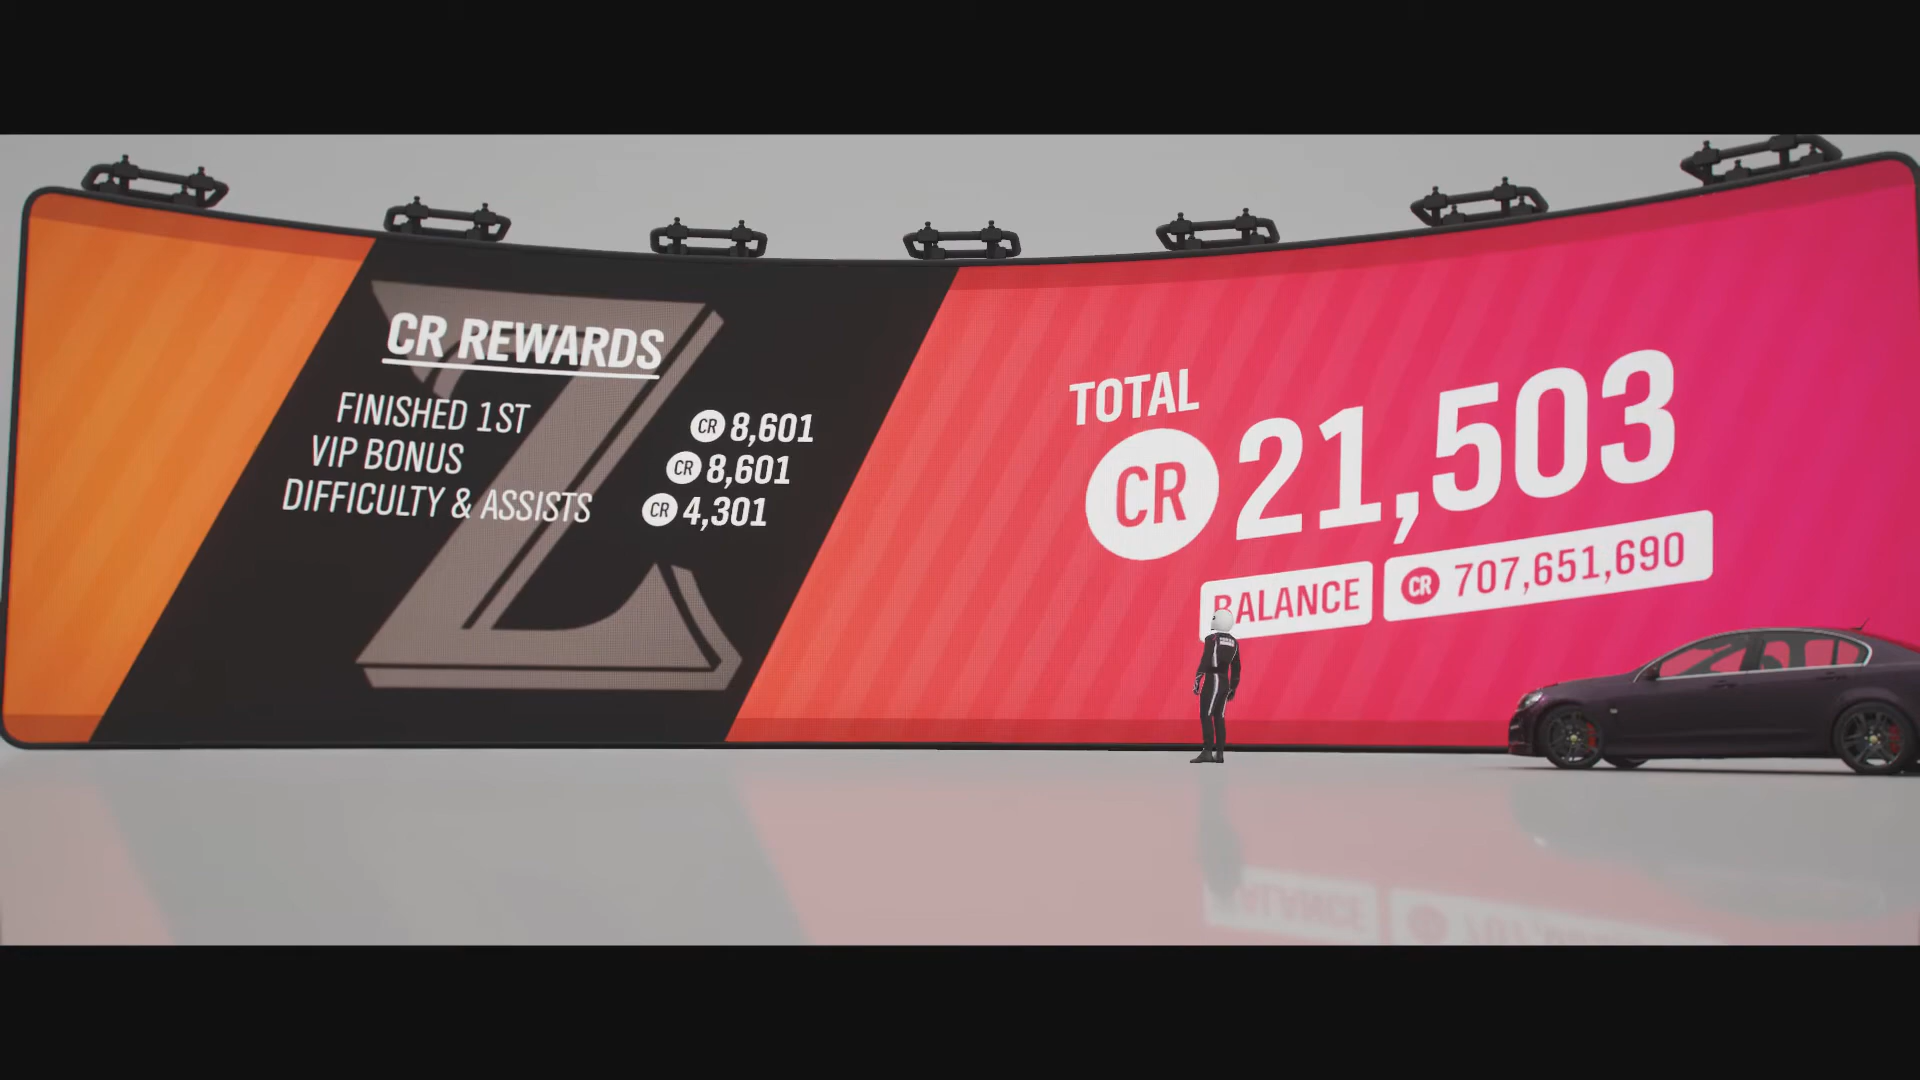 CR REWARDS
FINISHED 1ST CR 8,601
VIP BONUS CR 8,601
DIFFICULTY & ASSISTS CR 4,301
Z
TOTAL
CR 21,503
BALANCE CR 707,651,690